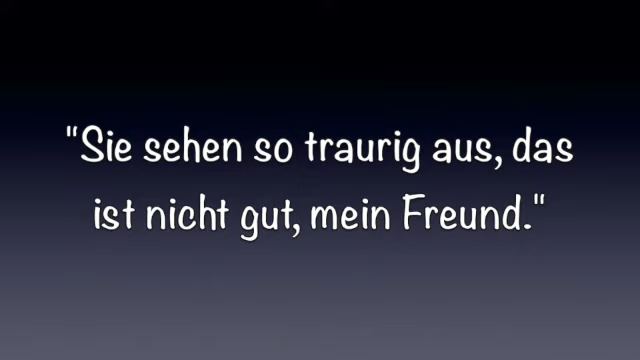 "Sie sehen so traurig aus, das
ist nicht gut, mein Freund."